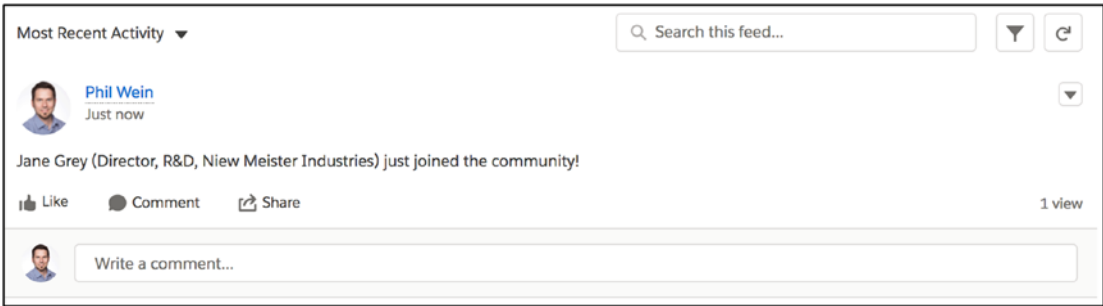 Most Recent Activity
Search this feed...
Phil Wein
Just now
Jane Grey (Director, R&D, Niew Meister Industries) just joined the community!
Like Comment Share 1 view
Write a comment...